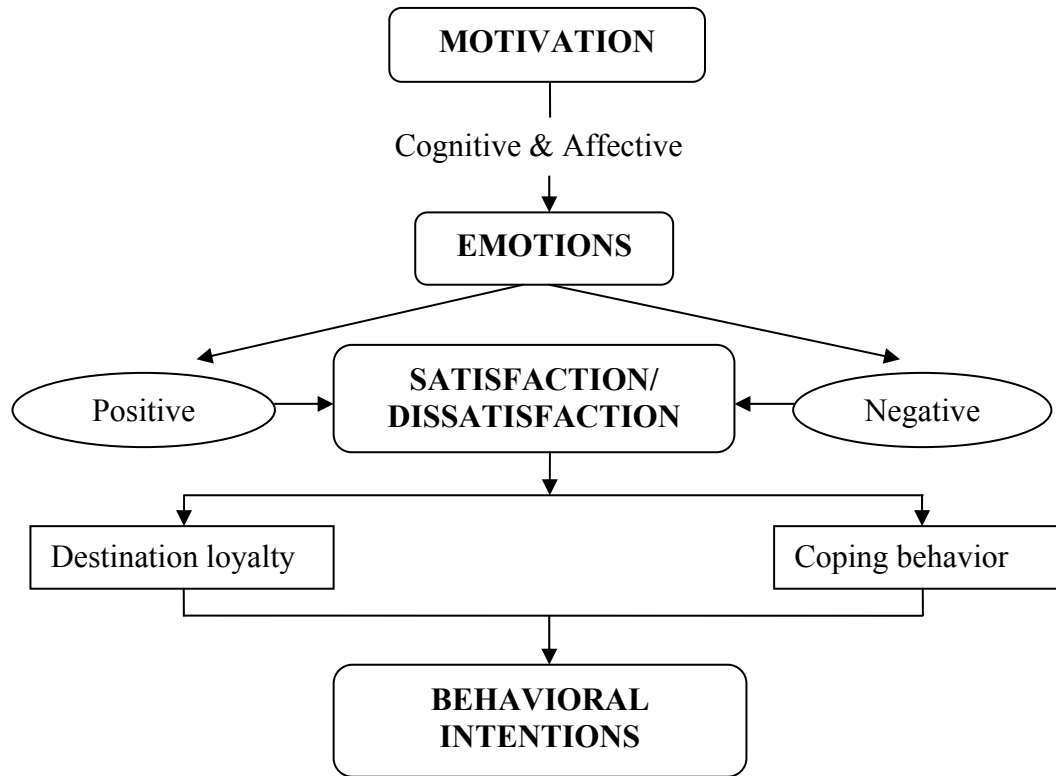 MOTIVATION
Cognitive & Affective
EMOTIONS
Positive
SATISFACTION/
DISSATISFACTION
Negative
Destination loyalty
Coping behavior
BEHAVIORAL
INTENTIONS